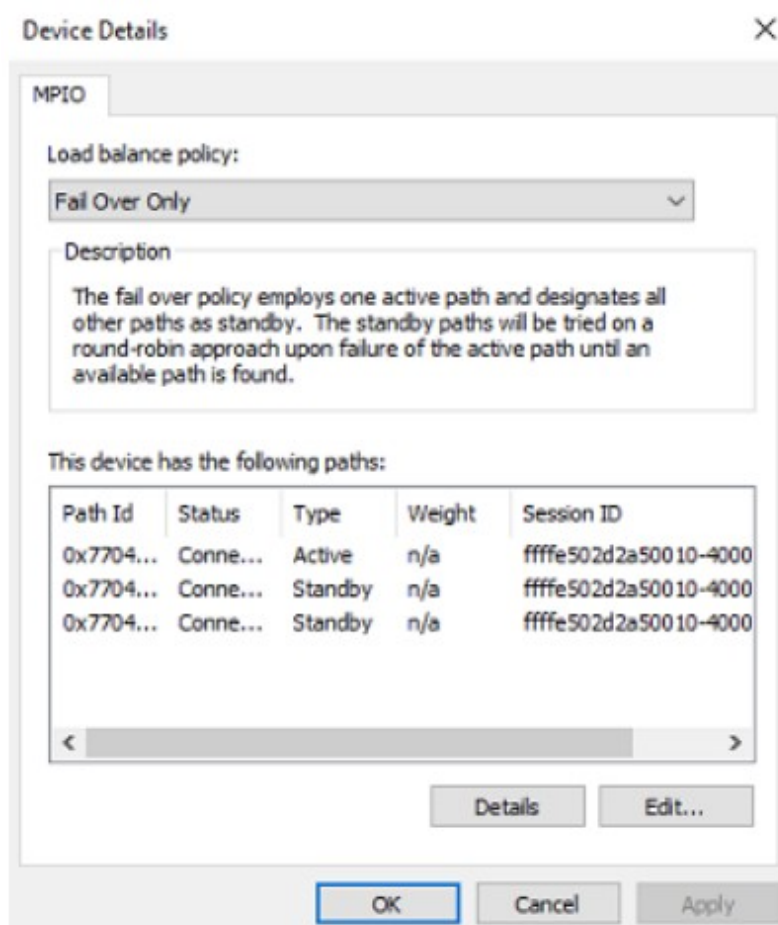 Device Details
MPIO
Load balance policy:
Fail Over Only
Description
The fail over policy employs one active path and designates all
other paths as standby. The standby paths will be tried on a
round-robin approach upon failure of the active path until an
available path is found.
This device has the following paths:
Path Id Status Type Weight Session ID
0x7704... Conne... Active n/a ffffe502d2a50010-4000
0x7704... Conne... Standby n/a ffffe502d2a50010-4000
0x7704... Conne... Standby n/a ffffe502d2a50010-4000
Details Edit...
OK Cancel Apply